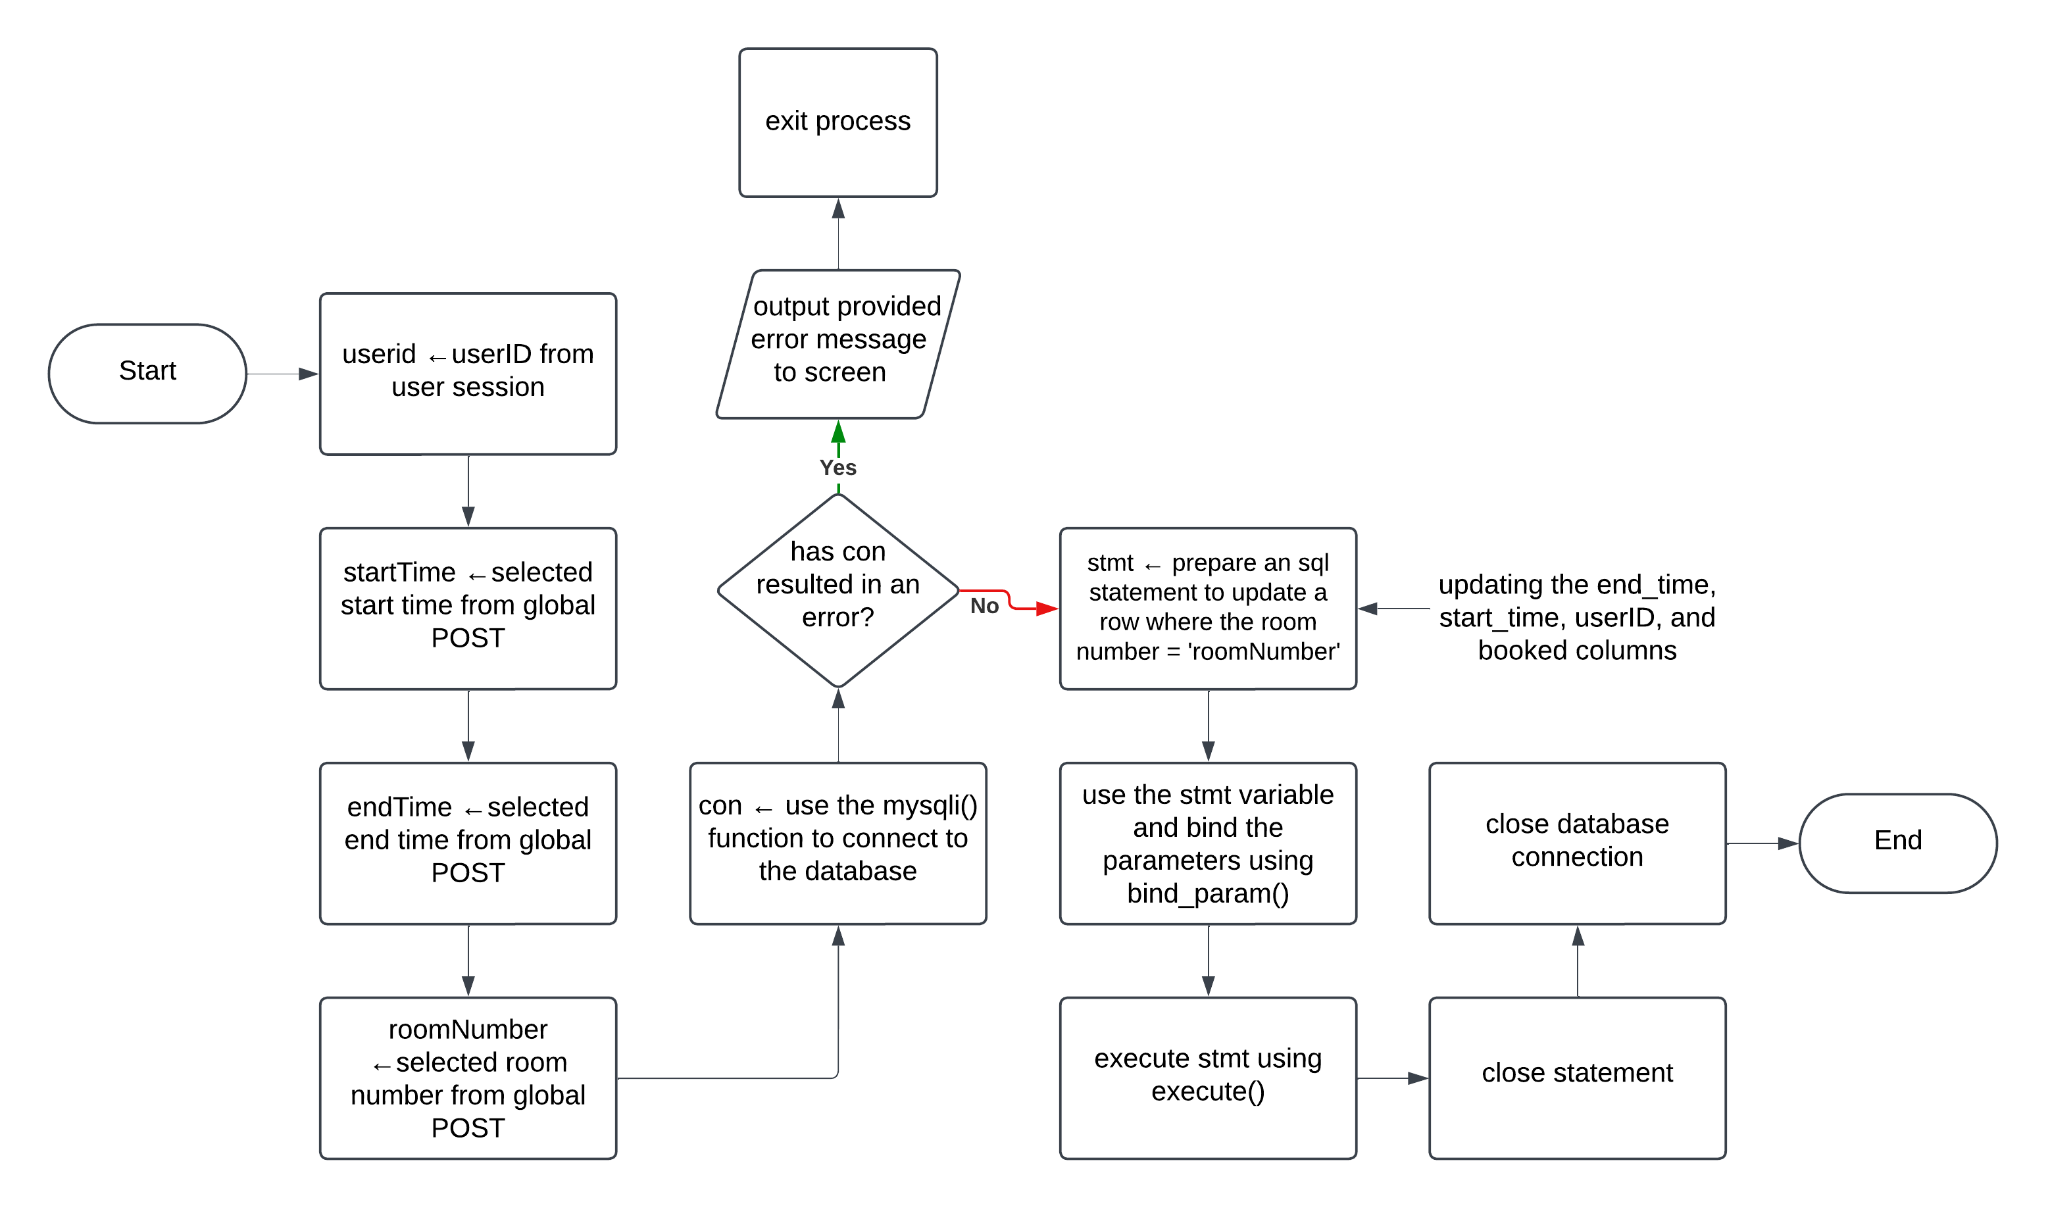 Start
userid ←userID from
user session
startTime ←selected
start time from global
POST
endTime ←selected
end time from global
POST
roomNumber
←selected room
number from global
POST
con ← use the mysqli()
function to connect to
the database
has con
resulted in an
error?
Yes
output provided
error message
to screen
exit process
No
stmt ← prepare an sql
statement to update a
row where the room
number = 'roomNumber'
updating the end_time,
start_time, userID, and
booked columns
use the stmt variable
and bind the
parameters using
bind_param()
execute stmt using
execute()
close statement
close database
connection
End